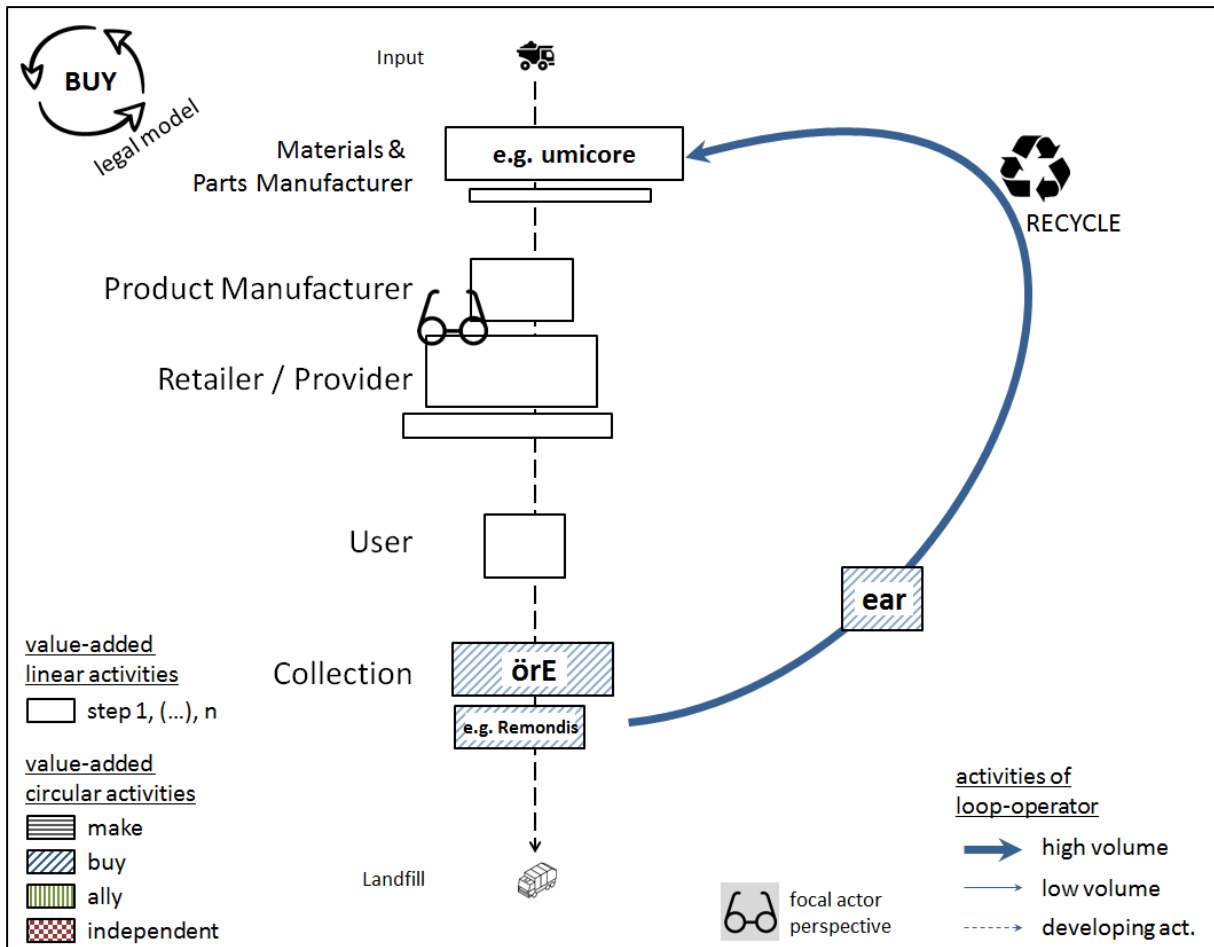 BUY
legal model
Input
Materials &
Parts Manufacturer
e.g. umicore
RECYCLE
Product Manufacturer
Retailer / Provider
User
ear
Collection
örE
e.g. Remondis
Landfill
value-added
linear activities
step 1, (...), n
value-added
circular activities
make
buy
ally
independent
focal actor
perspective
activities of
loop-operator
high volume
low volume
developing act.